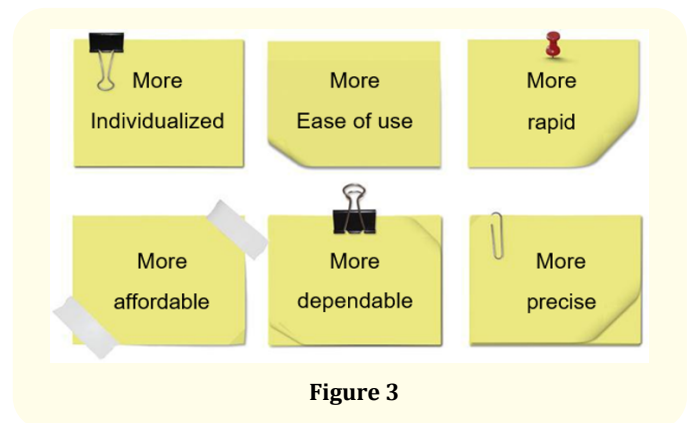 More
Individualized
More
Ease of use
More
rapid
More
affordable
More
dependable
More
precise
Figure 3